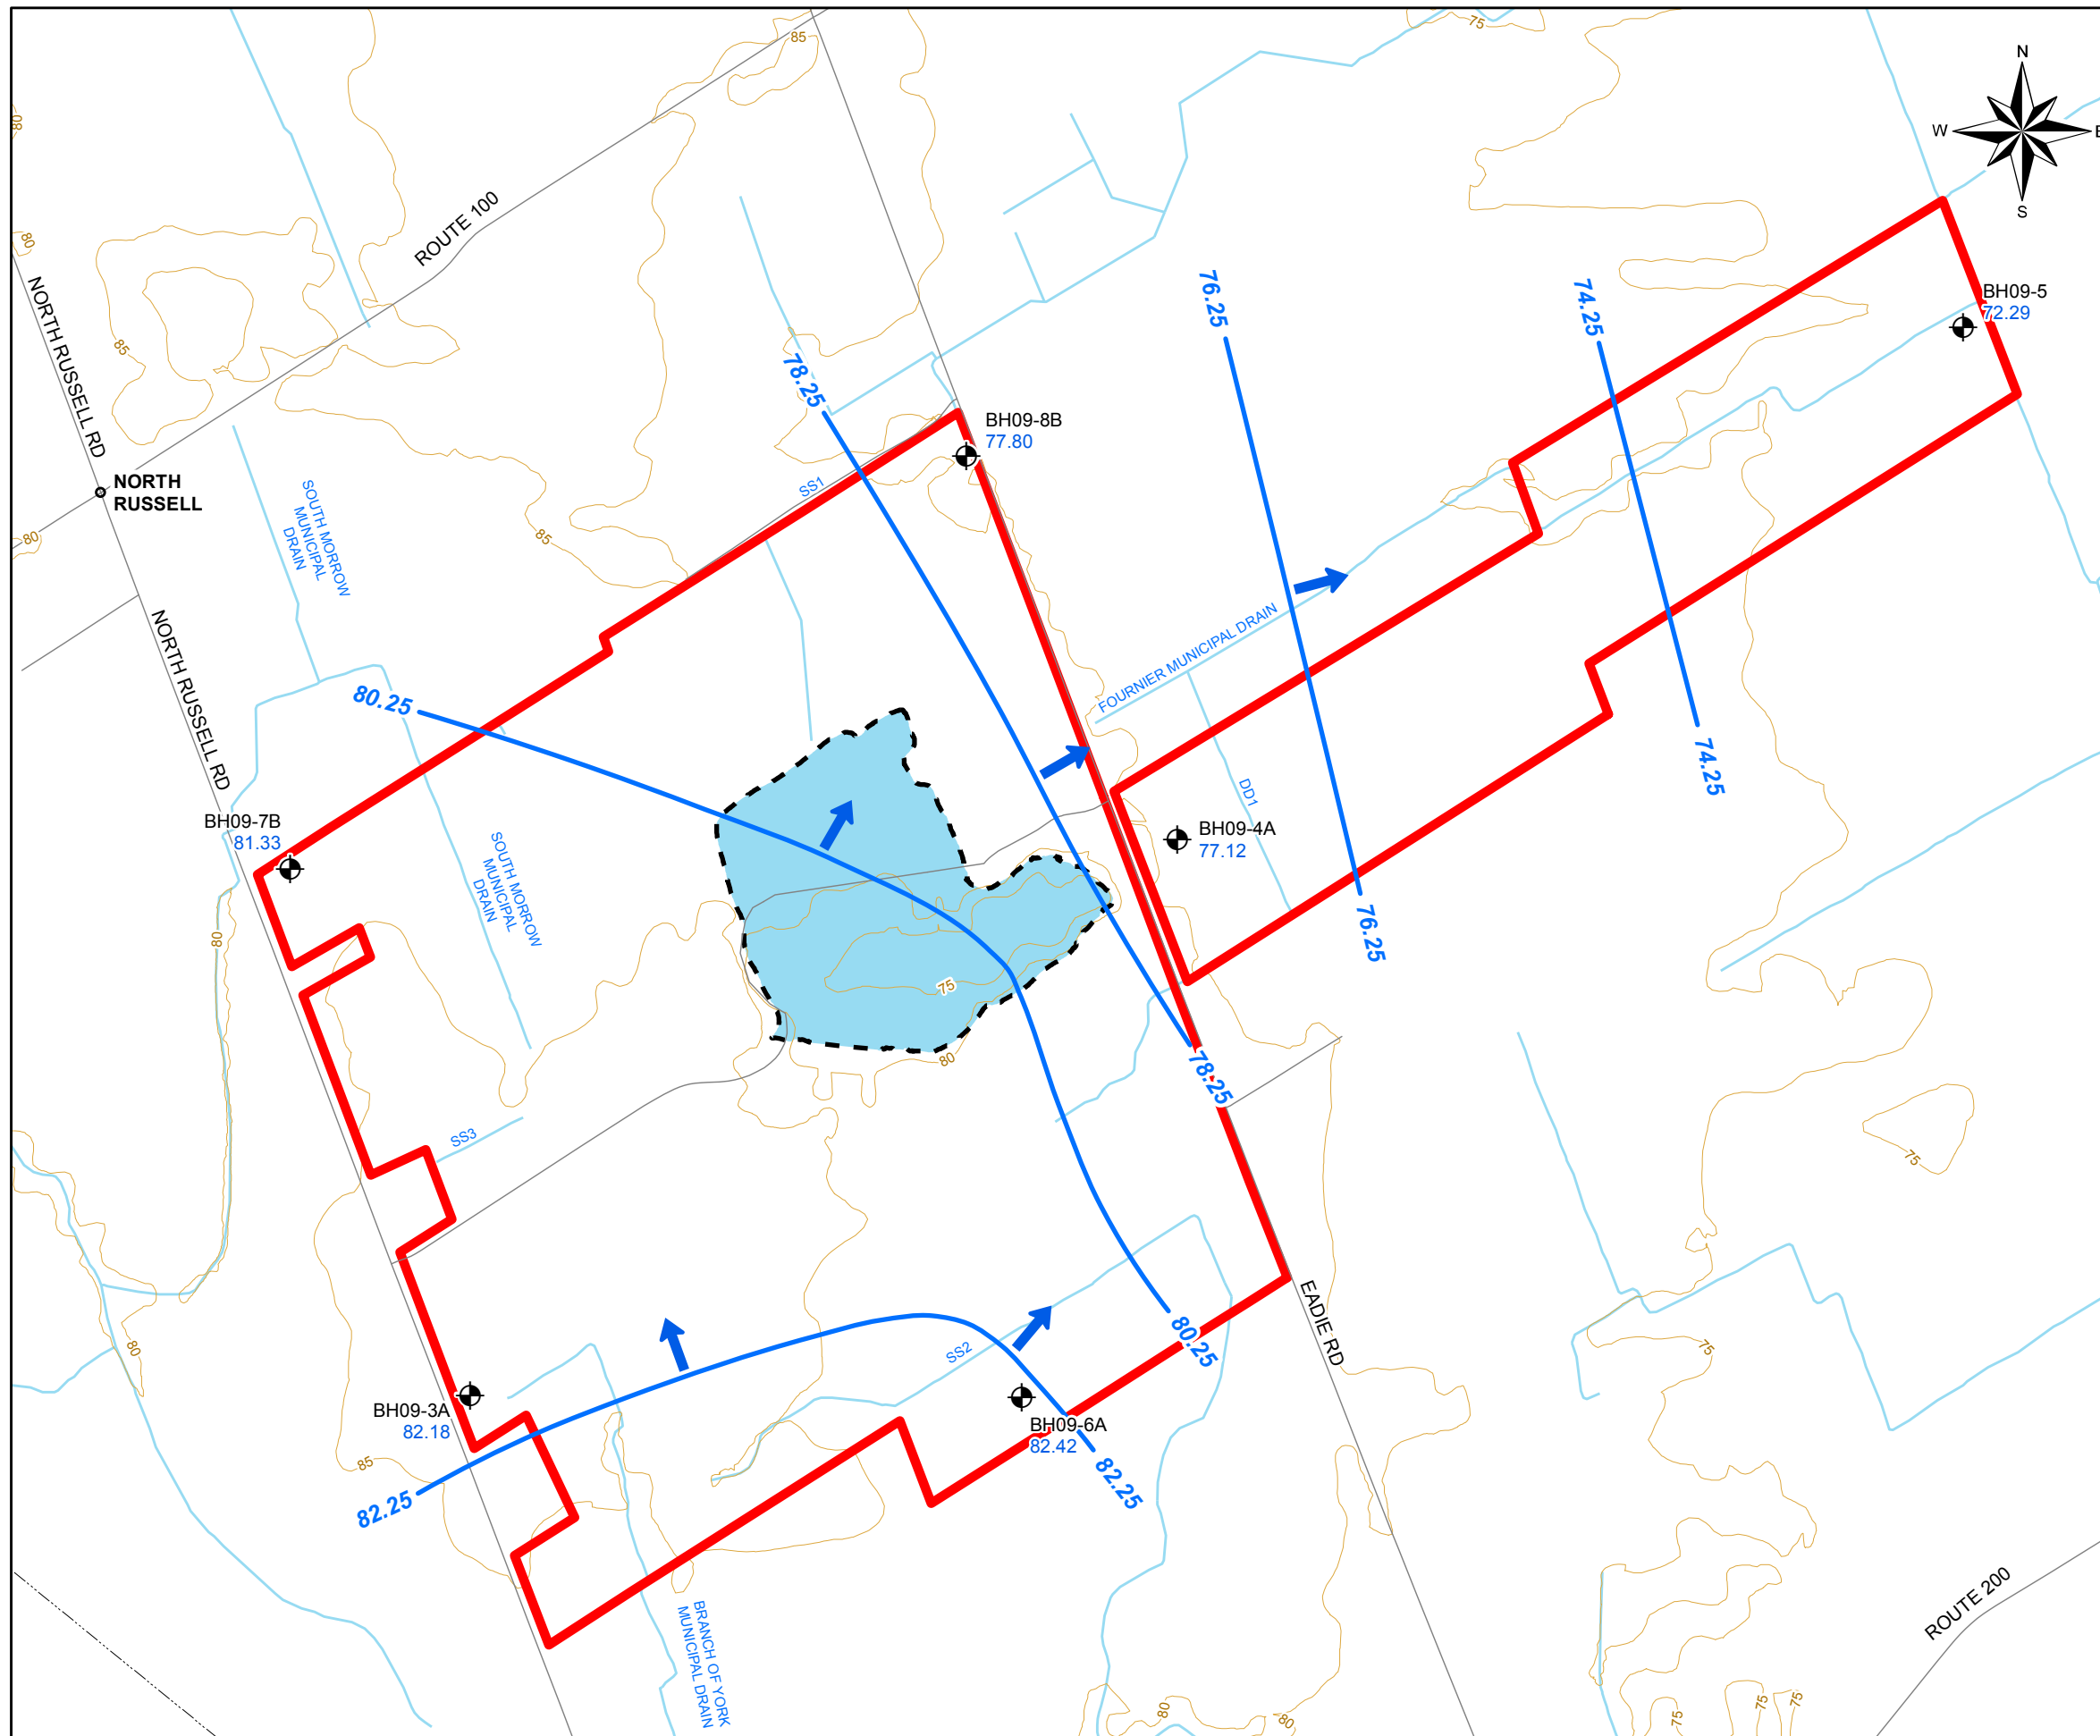 85
75
N
W
E
S
80
80
ROUTE 100
NORTH RUSSELL RD
85
76.25
74.25
BH09-5
72.29
78.25
BH09-8B
77.80
NORTH
RUSSELL
SS1
SOUTH MORROW
MUNICIPAL
DRAIN
80
85
NORTH RUSSELL RD
FOURNIER MUNICIPAL DRAIN
80.25
74.25
DD1
BH09-7B
81.33
BH09-4A
77.12
SOUTH MORROW
MUNICIPAL
DRAIN
80
76.25
75
80
78.25
SS3
75
EADIE RD
80.25
80
SS2
75
BH09-3A
82.18
BH09-6A
82.42
85
82.25
82.25
ROUTE 200
BRANCH OF YORK
MUNICIPAL DRAIN
80
80
75
75
75